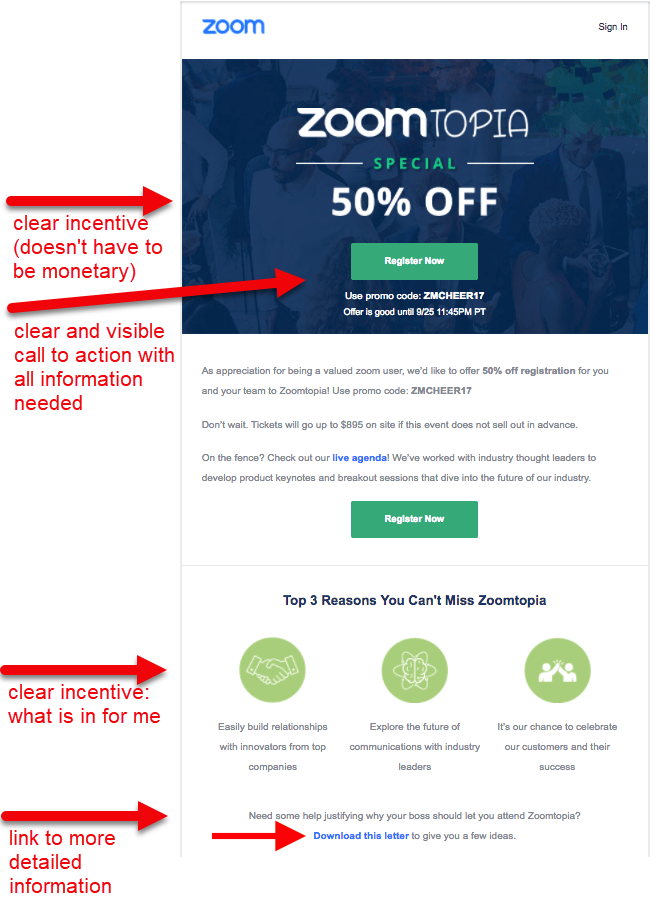 zoom
Sign In
ZOOMTOPIA
SPECIAL
50% OFF
clear incentive
(doesn't have to
be monetary)
Register Now
Use promo code: ZMCHEER17
Offer is good until 9/25 11:45PM PT
clear and visible
call to action with
all information
needed
As appreciation for being a valued zoom user, we'd like to offer 50% off registration for you
and your team to Zoomtopia! Use promo code: ZMCHEER17
Don't wait. Tickets will go up to $895 on site if this event does not sell out in advance.
On the fence? Check out our live agenda! We've worked with industry thought leaders to
develop product keynotes and breakout sessions that dive into the future of our industry.
Register Now
Top 3 Reasons You Can't Miss Zoomtopia
clear incentive:
what is in for me
Easily build relationships
with innovators from top
companies
Explore the future of
communications with industry
leaders
It's our chance to celebrate
our customers and their
success
Need some help justifying why your boss should let you attend Zoomtopia?
Download this letter to give you a few ideas.
link to more
detailed
information